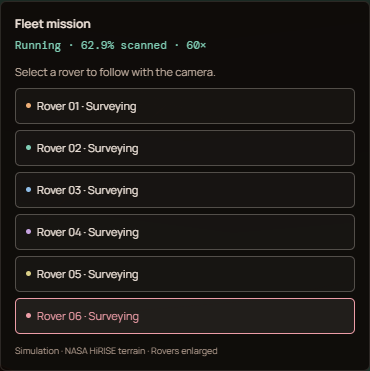 Fleet mission
Running · 62.9% scanned · 60×
Select a rover to follow with the camera.
Rover 01 · Surveying
Rover 02 · Surveying
Rover 03 · Surveying
Rover 04 · Surveying
Rover 05 · Surveying
Rover 06 · Surveying
Simulation · NASA HiRISE terrain · Rovers enlarged